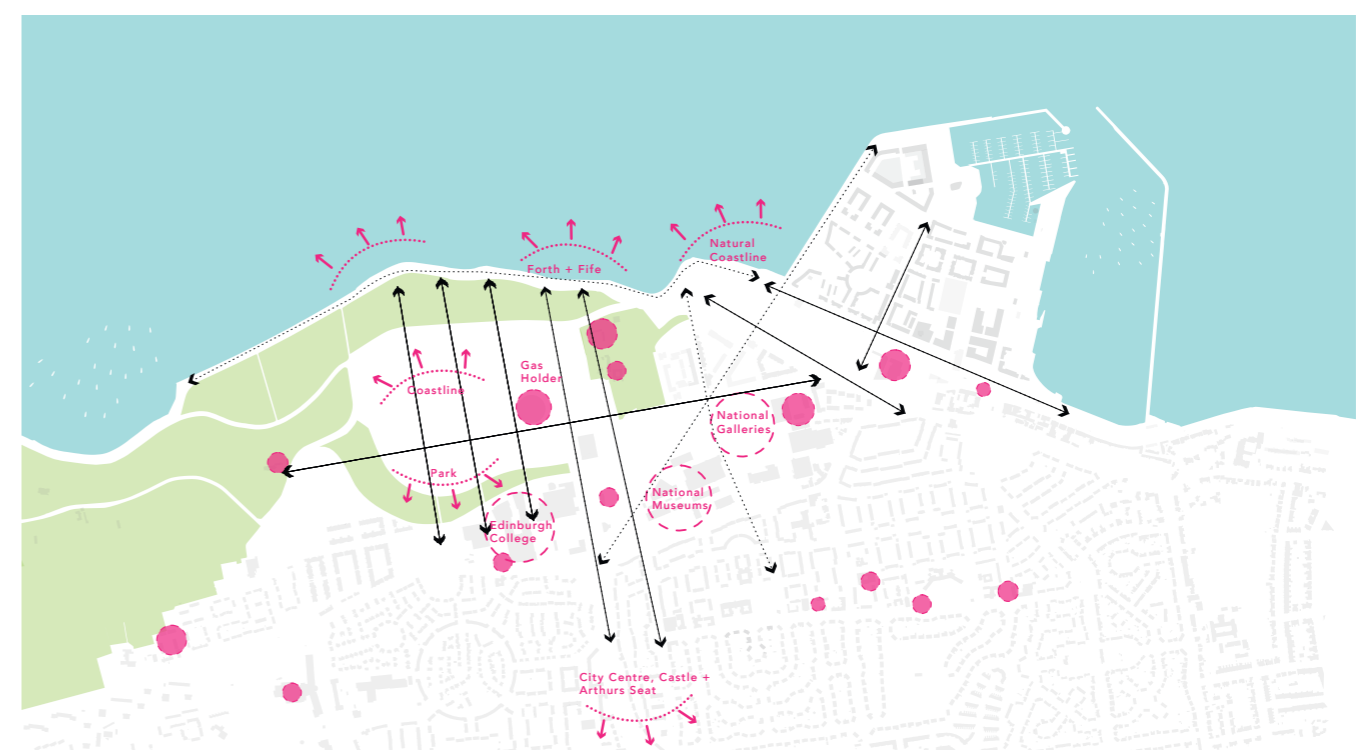 Natural
Coastline
Forth + Fife
Gas
Holder
Coastline
National
Galleries
Park
National
Museums
Edinburgh
College
City Centre, Castle +
Arthurs Seat